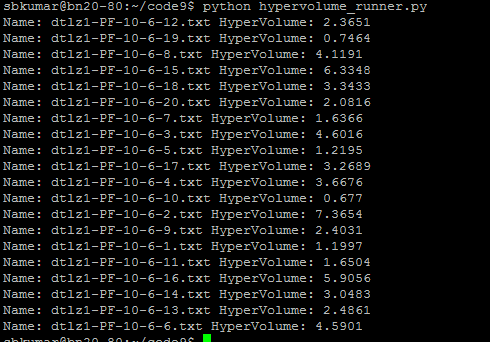 sbkumar@bn20-80:~/code9$ python hypervolume_runner.py
Name: dtlz1-PF-10-6-12.txt HyperVolume: 2.3651
Name: dtlz1-PF-10-6-19.txt HyperVolume: 0.7464
Name: dtlz1-PF-10-6-8.txt HyperVolume: 4.1191
Name: dtlz1-PF-10-6-15.txt HyperVolume: 6.3348
Name: dtlz1-PF-10-6-18.txt HyperVolume: 3.3433
Name: dtlz1-PF-10-6-20.txt HyperVolume: 2.0816
Name: dtlz1-PF-10-6-7.txt HyperVolume: 1.6366
Name: dtlz1-PF-10-6-3.txt HyperVolume: 4.6016
Name: dtlz1-PF-10-6-5.txt HyperVolume: 1.2195
Name: dtlz1-PF-10-6-17.txt HyperVolume: 3.2689
Name: dtlz1-PF-10-6-4.txt HyperVolume: 3.6676
Name: dtlz1-PF-10-6-10.txt HyperVolume: 0.677
Name: dtlz1-PF-10-6-2.txt HyperVolume: 7.3654
Name: dtlz1-PF-10-6-9.txt HyperVolume: 2.4031
Name: dtlz1-PF-10-6-1.txt HyperVolume: 1.1997
Name: dtlz1-PF-10-6-11.txt HyperVolume: 1.6504
Name: dtlz1-PF-10-6-16.txt HyperVolume: 5.9056
Name: dtlz1-PF-10-6-14.txt HyperVolume: 3.0483
Name: dtlz1-PF-10-6-13.txt HyperVolume: 2.4861
Name: dtlz1-PF-10-6-6.txt HyperVolume: 4.5901
sbkumar@bn20-80:~/code9$